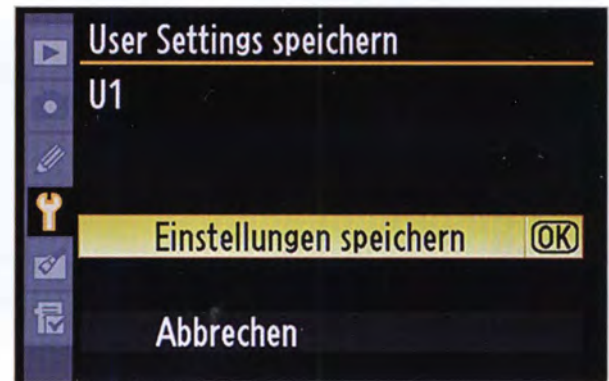 User Settings speichern
U1
Einstellungen speichern OK
Abbrechen